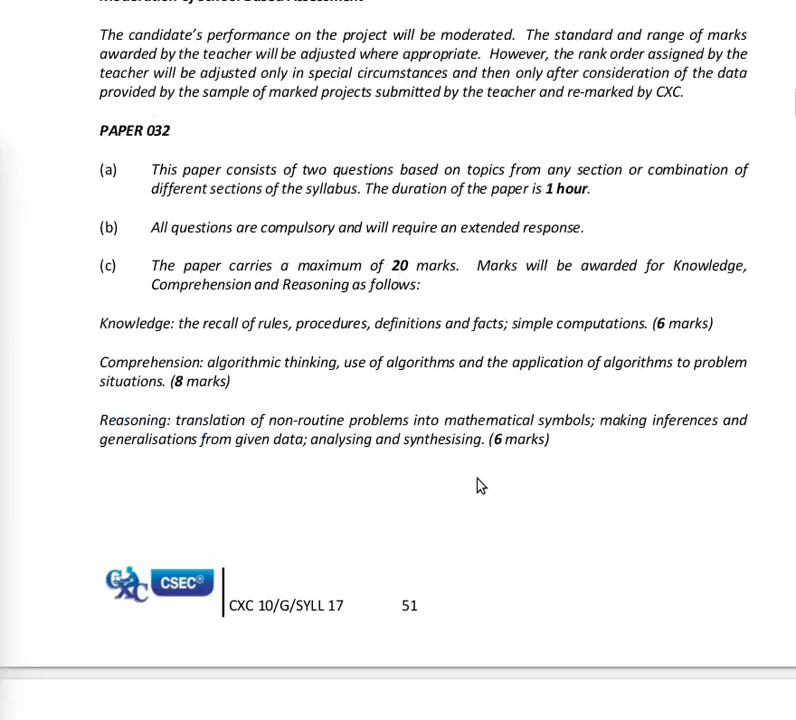 The candidate's performance on the project will be moderated. The standard and range of marks
awarded by the teacher will be adjusted where appropriate. However, the rank order assigned by the
teacher will be adjusted only in special circumstances and then only after consideration of the data
provided by the sample of marked projects submitted by the teacher and re-marked by CXC.
PAPER 032
(a) This paper consists of two questions based on topics from any section or combination of
different sections of the syllabus. The duration of the paper is 1 hour.
(b) All questions are compulsory and will require an extended response.
(c) The paper carries a maximum of 20 marks. Marks will be awarded for Knowledge,
Comprehension and Reasoning as follows:
Knowledge: the recall of rules, procedures, definitions and facts; simple computations. (6 marks)
Comprehension: algorithmic thinking, use of algorithms and the application of algorithms to problem
situations. (8 marks)
Reasoning: translation of non-routine problems into mathematical symbols; making inferences and
generalisations from given data; analysing and synthesising. (6 marks)
CXC CSEC®
CXC 10/G/SYLL 17 51